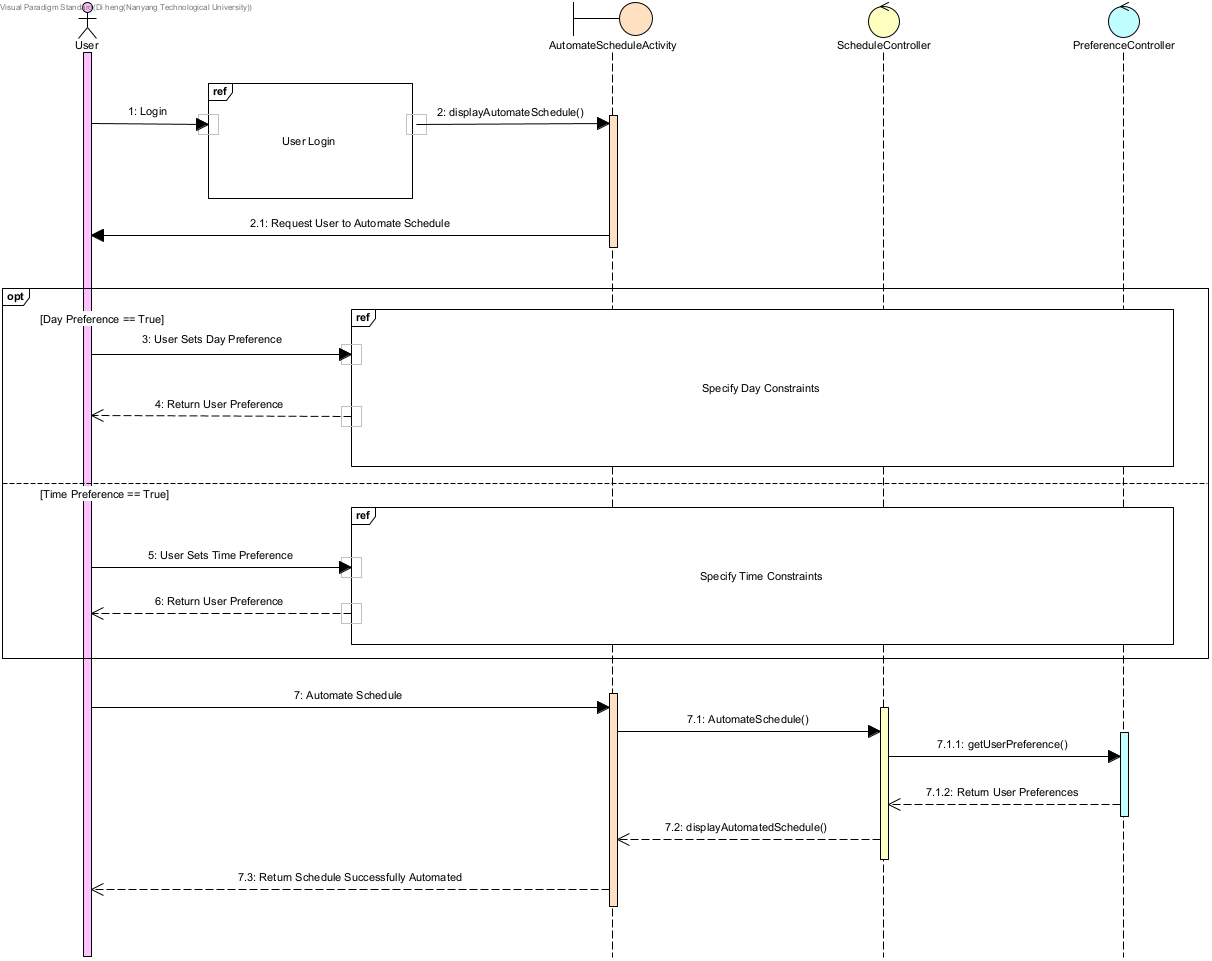 Visual Paradigm Standard(Di heng(Nanyang Technological University))
User
AutomateScheduleActivity
ScheduleController
PreferenceController
ref
1: Login
2: displayAutomateSchedule()
User Login
2.1: Request User to Automate Schedule
opt
[Day Preference == True]
ref
3: User Sets Day Preference
Specify Day Constraints
4: Return User Preference
[Time Preference == True]
ref
5: User Sets Time Preference
Specify Time Constraints
6: Return User Preference
7: Automate Schedule
7.1: AutomateSchedule()
7.1.1: getUserPreference()
7.1.2: Return User Preferences
7.2: displayAutomatedSchedule()
7.3: Return Schedule Successfully Automated